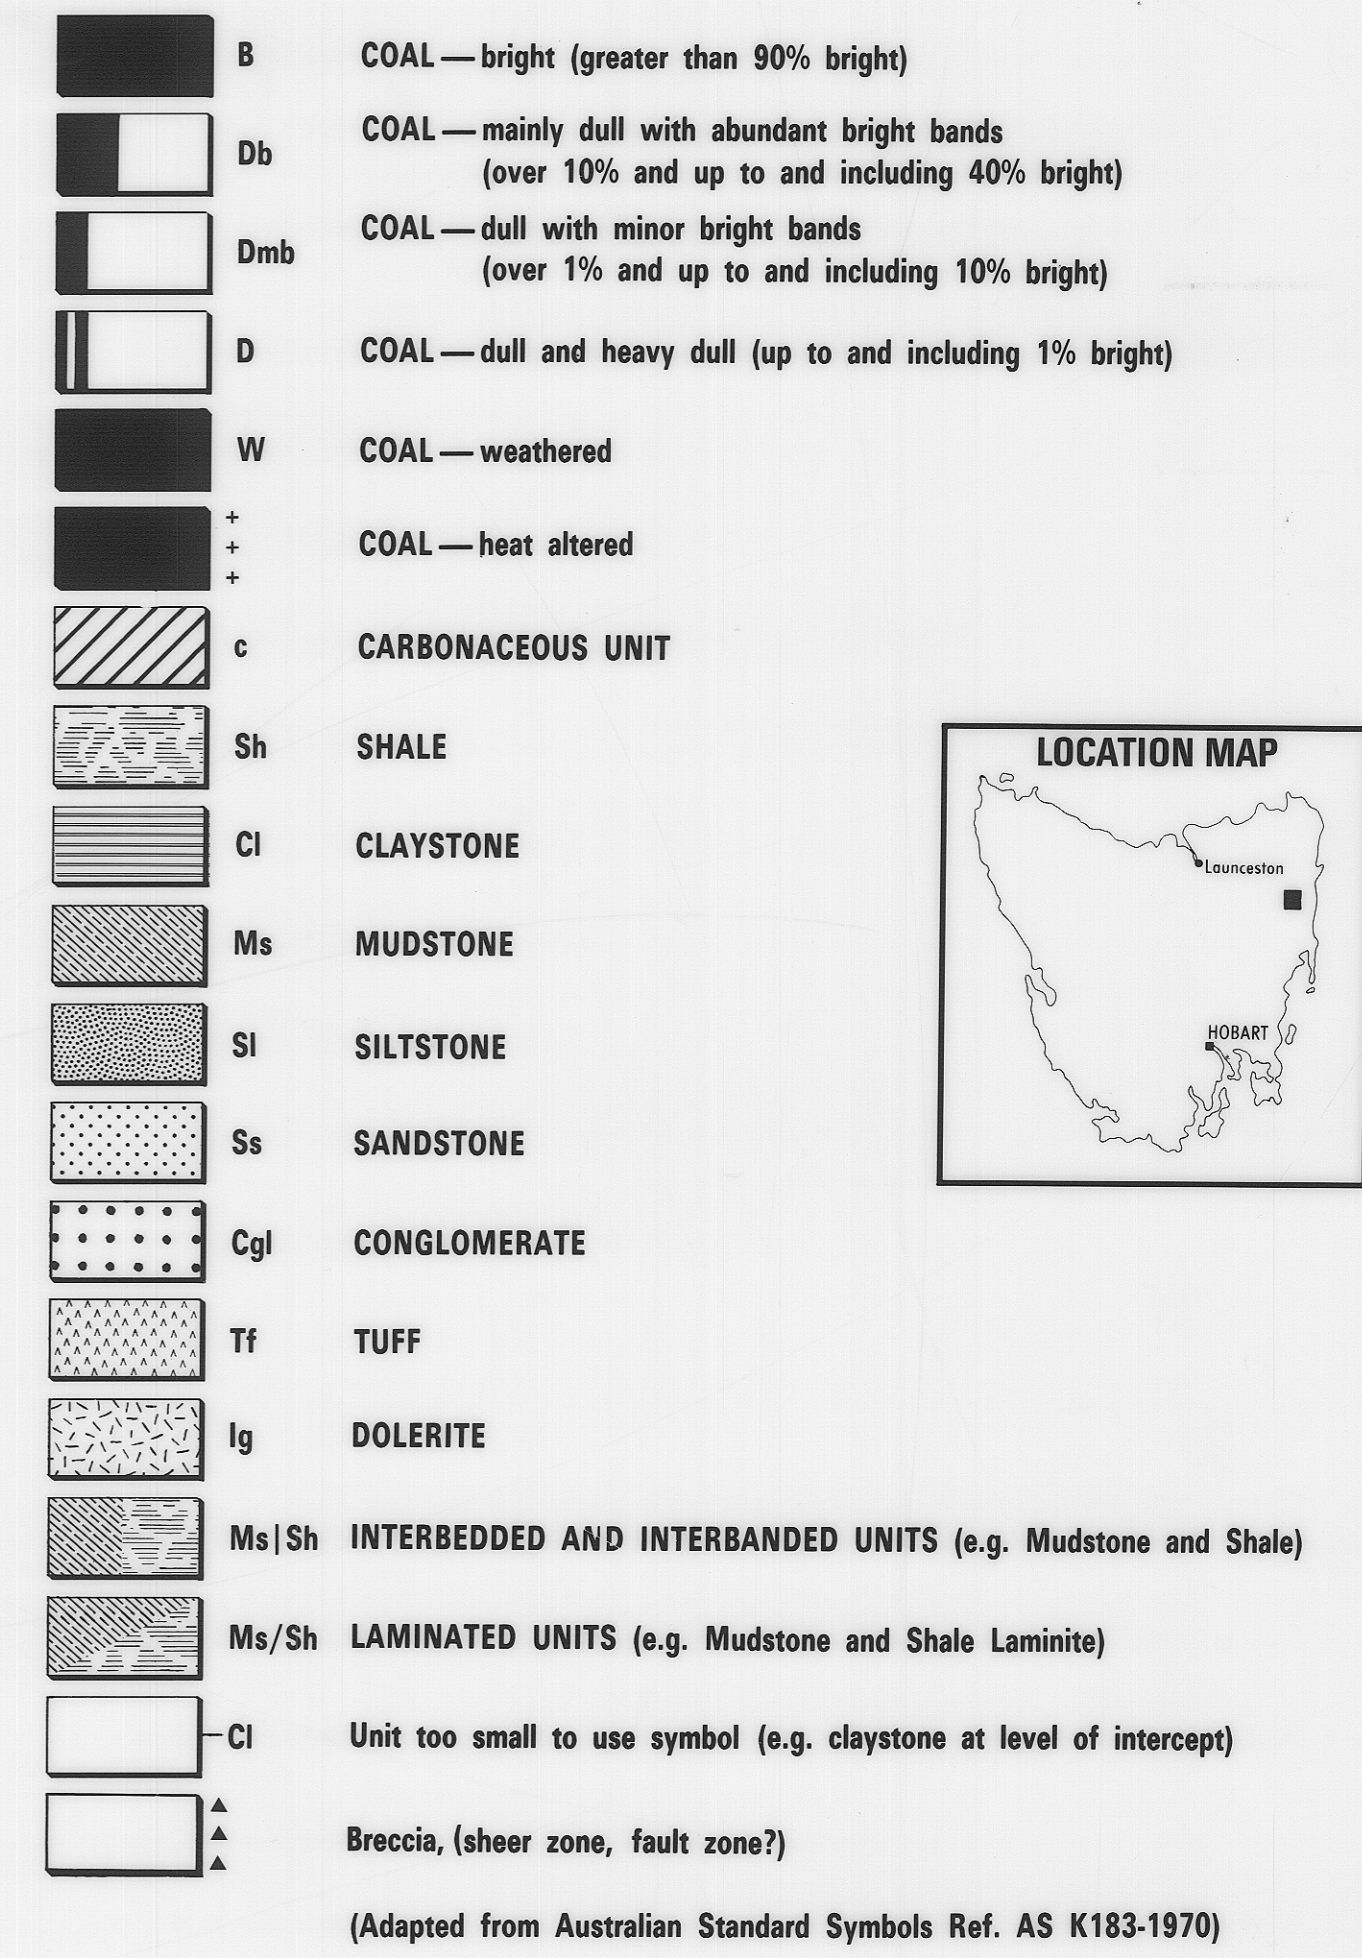 B COAL — bright (greater than 90% bright)
Db COAL — mainly dull with abundant bright bands
(over 10% and up to and including 40% bright)
Dmb COAL — dull with minor bright bands
(over 1% and up to and including 10% bright)
D COAL — dull and heavy dull (up to and including 1% bright)
W COAL — weathered
+
+ COAL — heat altered
+
c CARBONACEOUS UNIT
Sh SHALE
Cl CLAYSTONE
Ms MUDSTONE
Sl SILTSTONE
Ss SANDSTONE
Cgl CONGLOMERATE
Tf TUFF
Ig DOLERITE
Ms|Sh INTERBEDDED AND INTERBANDED UNITS (e.g. Mudstone and Shale)
Ms/Sh LAMINATED UNITS (e.g. Mudstone and Shale Laminite)
Cl Unit too small to use symbol (e.g. claystone at level of intercept)
Breccia, (sheer zone, fault zone?)
(Adapted from Australian Standard Symbols Ref. AS K183-1970)
LOCATION MAP
Launceston
HOBART